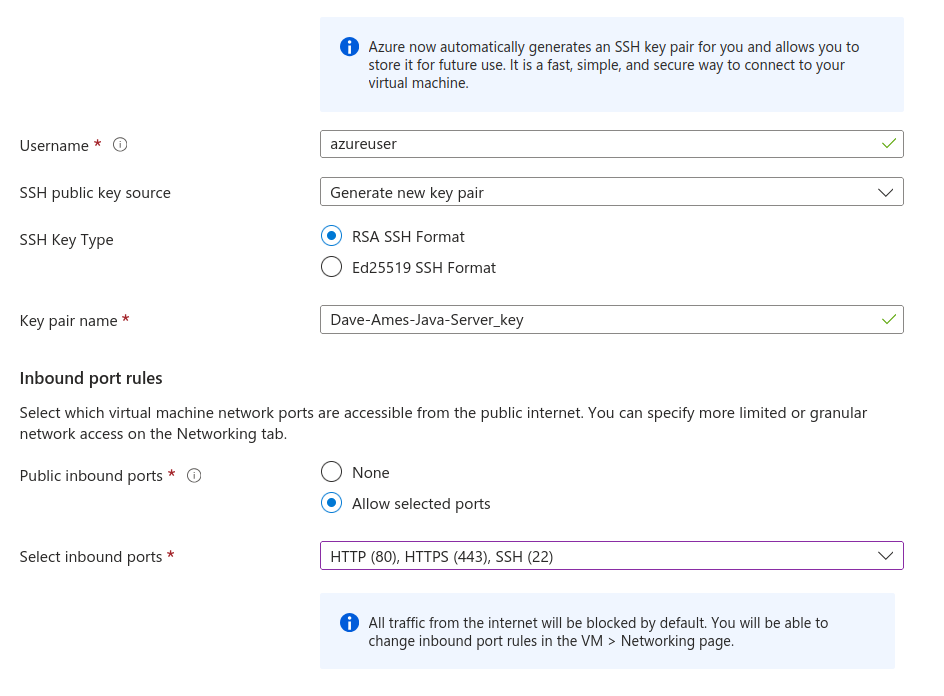 Azure now automatically generates an SSH key pair for you and allows you to
store it for future use. It is a fast, simple, and secure way to connect to your
virtual machine.
Username *
azureuser
SSH public key source
Generate new key pair
SSH Key Type
RSA SSH Format
Ed25519 SSH Format
Key pair name *
Dave-Ames-Java-Server_key
Inbound port rules
Select which virtual machine network ports are accessible from the public internet. You can specify more limited or granular
network access on the Networking tab.
Public inbound ports *
None
Allow selected ports
Select inbound ports *
HTTP (80), HTTPS (443), SSH (22)
All traffic from the internet will be blocked by default. You will be able to
change inbound port rules in the VM > Networking page.